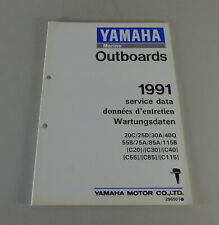 YAMAHA
Marine
Outboards
1991
service data
données d'entretien
Wartungsdaten
20C/25D/30A/40Q
55B/75A/85A/115B
(C20)/(C30)/(C40)
(C55)/(C85)/(C115)
YAMAHA MOTOR CO., LTD.